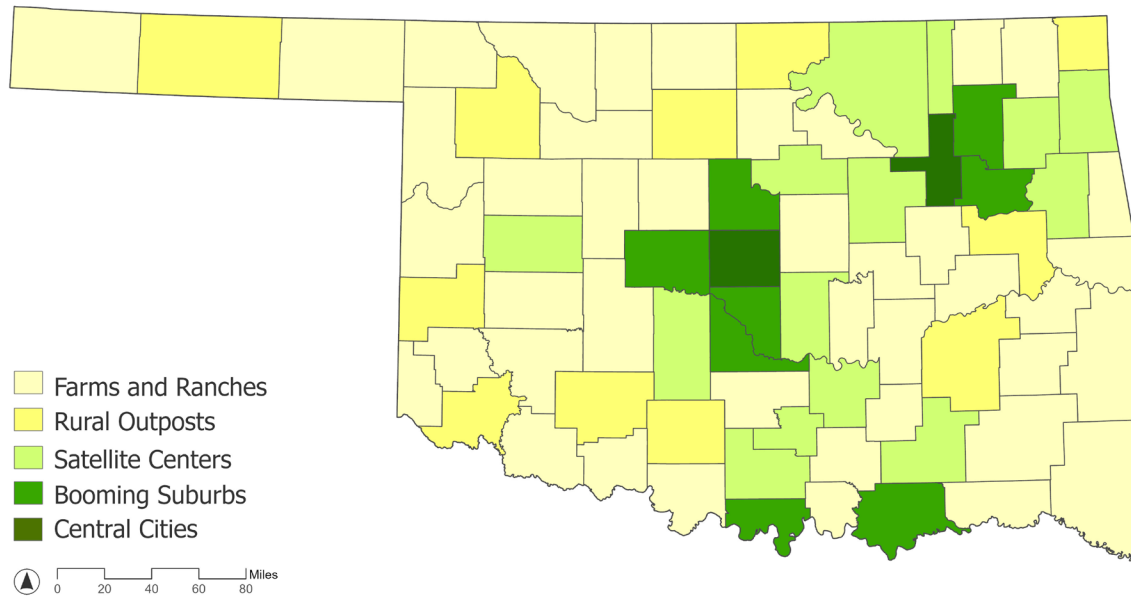 Farms and Ranches
Rural Outposts
Satellite Centers
Booming Suburbs
Central Cities
Miles
0 20 40 60 80